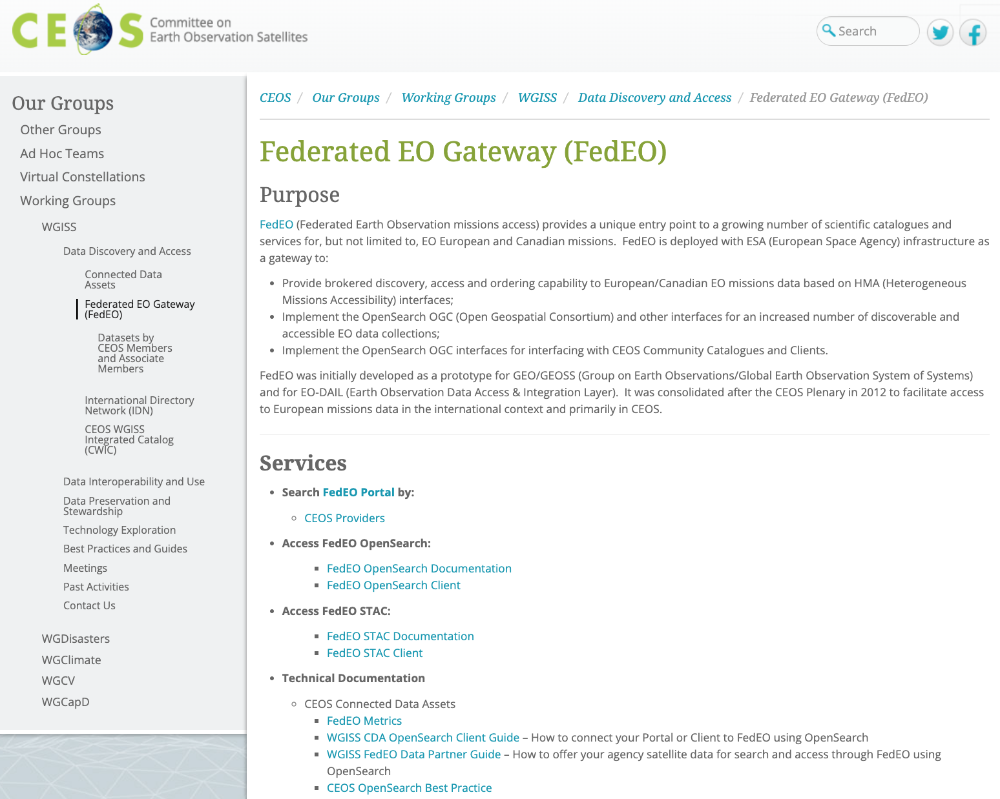 CEOS
Committee on
Earth Observation Satellites
Search
Our Groups
Other Groups
Ad Hoc Teams
Virtual Constellations
Working Groups
WGISS
Data Discovery and Access
Connected Data
Assets
Federated EO Gateway
(FedEO)
Datasets by
CEOS Members
and Associate
Members
International Directory
Network (IDN)
CEOS WGISS
Integrated Catalog
(CWIC)
Data Interoperability and Use
Data Preservation and
Stewardship
Technology Exploration
Best Practices and Guides
Meetings
Past Activities
Contact Us
WGDisasters
WGClimate
WGCV
WGCapD
CEOS / Our Groups / Working Groups / WGISS / Data Discovery and Access / Federated EO Gateway (FedEO)
Federated EO Gateway (FedEO)
Purpose
FedEO (Federated Earth Observation missions access) provides a unique entry point to a growing number of scientific catalogues and
services for, but not limited to, EO European and Canadian missions.  FedEO is deployed with ESA (European Space Agency) infrastructure as
a gateway to:
• Provide brokered discovery, access and ordering capability to European/Canadian EO missions data based on HMA (Heterogeneous
Missions Accessibility) interfaces;
• Implement the OpenSearch OGC (Open Geospatial Consortium) and other interfaces for an increased number of discoverable and
accessible EO data collections;
• Implement the OpenSearch OGC interfaces for interfacing with CEOS Community Catalogues and Clients.
FedEO was initially developed as a prototype for GEO/GEOSS (Group on Earth Observations/Global Earth Observation System of Systems)
and for EO-DAIL (Earth Observation Data Access & Integration Layer).  It was consolidated after the CEOS Plenary in 2012 to facilitate access
to European missions data in the international context and primarily in CEOS.
Services
• Search FedEO Portal by:
◦ CEOS Providers
• Access FedEO OpenSearch:
▪ FedEO OpenSearch Documentation
▪ FedEO OpenSearch Client
• Access FedEO STAC:
▪ FedEO STAC Documentation
▪ FedEO STAC Client
• Technical Documentation
◦ CEOS Connected Data Assets
▪ FedEO Metrics
▪ WGISS CDA OpenSearch Client Guide – How to connect your Portal or Client to FedEO using OpenSearch
▪ WGISS FedEO Data Partner Guide – How to offer your agency satellite data for search and access through FedEO using
OpenSearch
▪ CEOS OpenSearch Best Practice